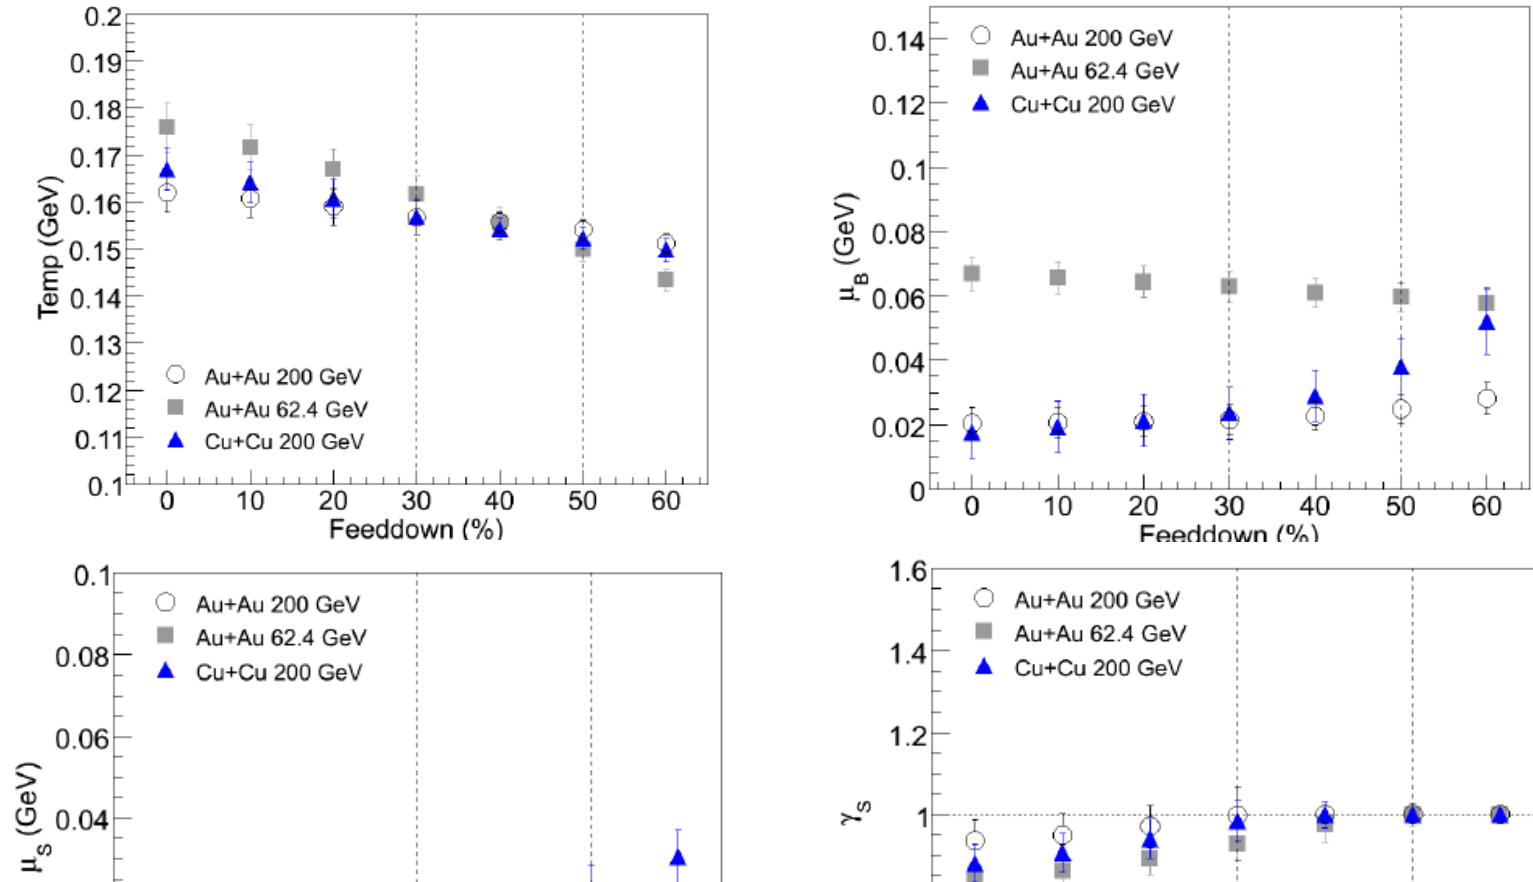 0.2
0.19
0.18
0.17
0.16
0.15
0.14
0.13
0.12
0.11
0.1
Temp (GeV)
Au+Au 200 GeV
Au+Au 62.4 GeV
Cu+Cu 200 GeV
0 10 20 30 40 50 60
Feeddown (%)
0.14
0.12
0.1
0.08
0.06
0.04
0.02
0
μB (GeV)
Au+Au 200 GeV
Au+Au 62.4 GeV
Cu+Cu 200 GeV
0 10 20 30 40 50 60
Feeddown (%)
0.1
0.08
0.06
0.04
μS (GeV)
Au+Au 200 GeV
Au+Au 62.4 GeV
Cu+Cu 200 GeV
1.6
1.4
1.2
1
γS
Au+Au 200 GeV
Au+Au 62.4 GeV
Cu+Cu 200 GeV